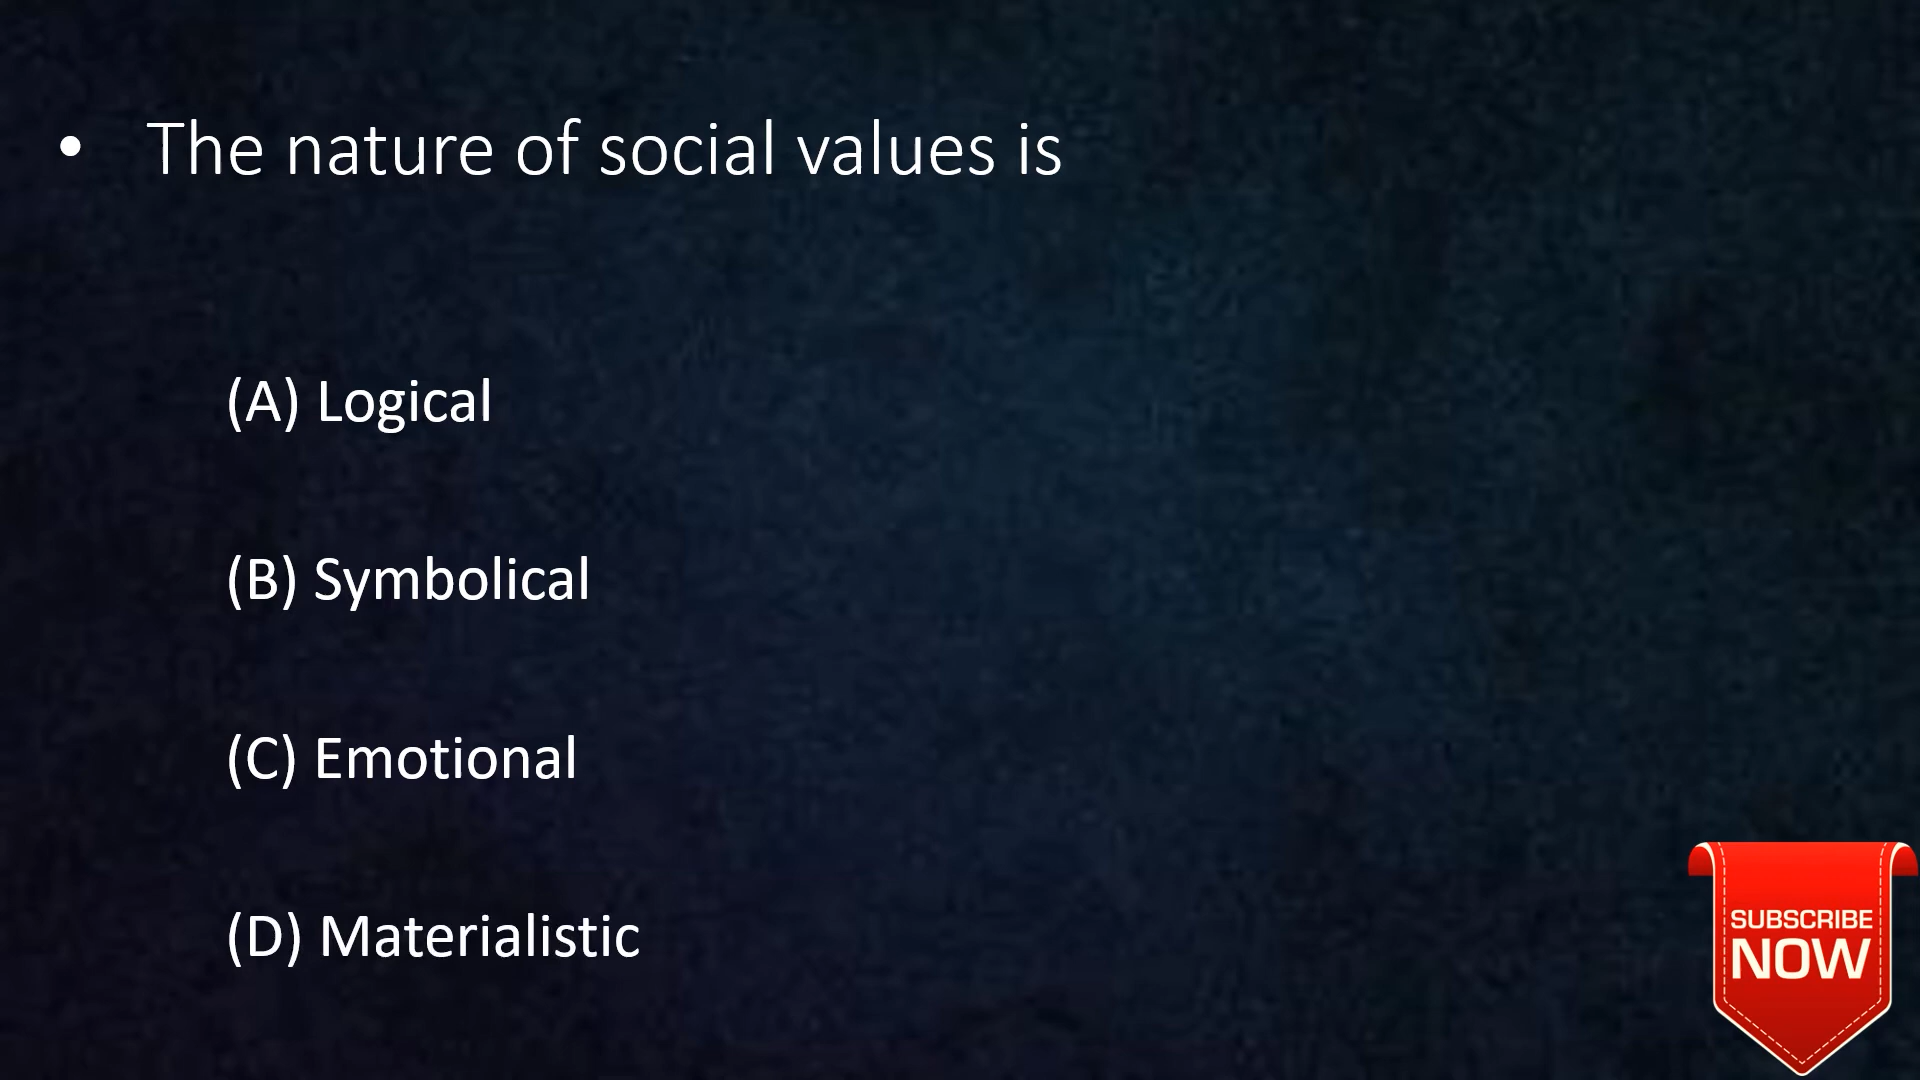 • The nature of social values is
(A) Logical
(B) Symbolical
(C) Emotional
(D) Materialistic
SUBSCRIBE
NOW